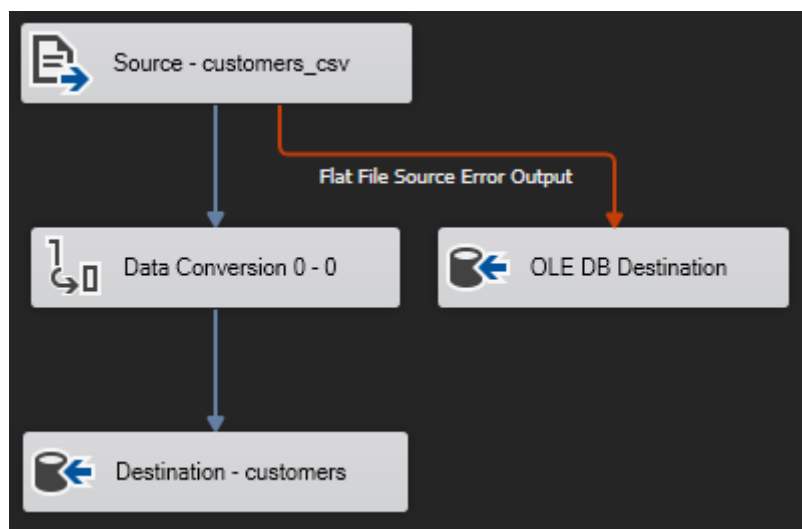 Source - customers_csv
Flat File Source Error Output
Data Conversion 0 - 0
OLE DB Destination
Destination - customers